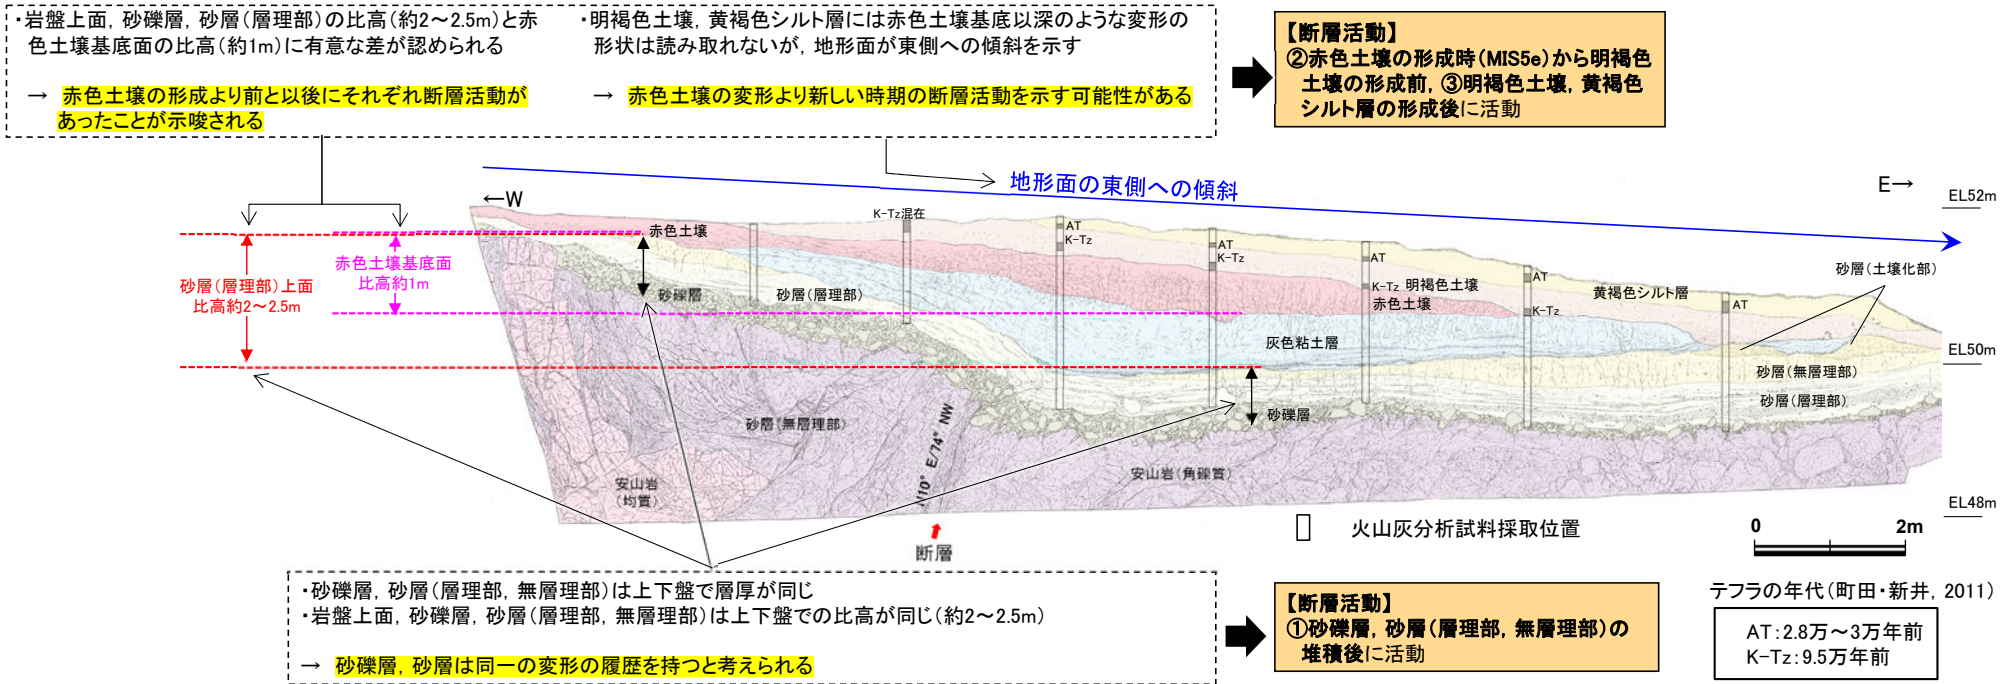 ・岩盤上面，砂礫層，砂層（層理部）の比高（約2～2.5m）と赤
色土壌基底面の比高（約1m）に有意な差が認められる
→ 赤色土壌の形成より前と以後にそれぞれ断層活動が
あったことが示唆される
・明褐色土壌，黄褐色シルト層には赤色土壌基底以深のような変形の
形状は読み取れないが，地形面が東側への傾斜を示す
→ 赤色土壌の変形より新しい時期の断層活動を示す可能性がある
【断層活動】
②赤色土壌の形成時（MIS5e）から明褐色
土壌の形成前，③明褐色土壌，黄褐色
シルト層の形成後に活動
地形面の東側への傾斜
←W
E→
EL52m
EL50m
EL48m
砂層（層理部）上面
比高約2～2.5m
赤色土壌基底面
比高約1m
赤色土壌
砂礫層
砂層（層理部）
K-Tz混在
AT
K-Tz
AT
K-Tz
AT
K-Tz 明褐色土壌
赤色土壌
AT
K-Tz
黄褐色シルト層
AT
砂層（土壌化部）
灰色粘土層
砂層（無層理部）
砂層（層理部）
砂礫層
砂層（無層理部）
安山岩
（均質）
N10° E/74° NW
安山岩（角礫質）
断層
火山灰分析試料採取位置
0 2m
・砂礫層，砂層（層理部，無層理部）は上下盤で層厚が同じ
・岩盤上面，砂礫層，砂層（層理部，無層理部）は上下盤での比高が同じ（約2～2.5m）
→ 砂礫層，砂層は同一の変形の履歴を持つと考えられる
【断層活動】
①砂礫層，砂層（層理部，無層理部）の
堆積後に活動
テフラの年代（町田・新井，2011）
AT：2.8万～3万年前
K-Tz：9.5万年前